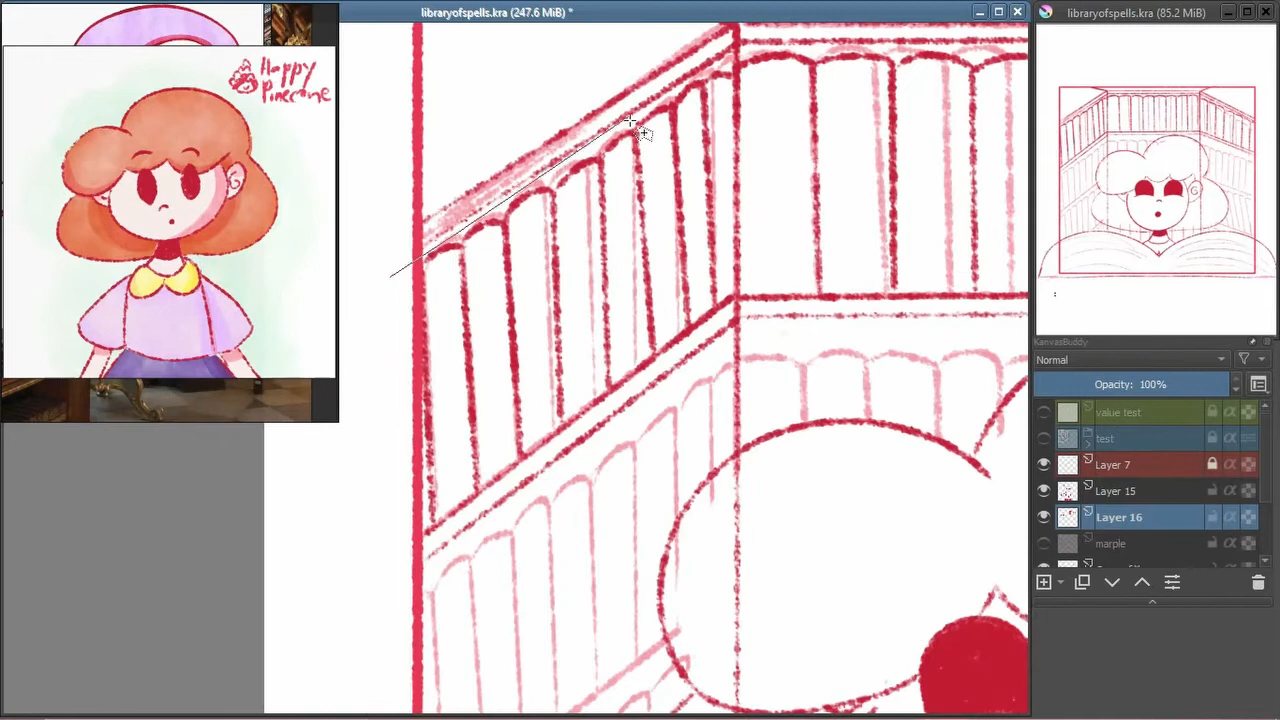 libraryofspells.kra (247.6 MiB) *
libraryofspells.kra (85.2 MiB)
Happy
Pinecone
KanvasBuddy
Normal
Opacity: 100%
value test
test
Layer 7
Layer 15
Layer 16
marple